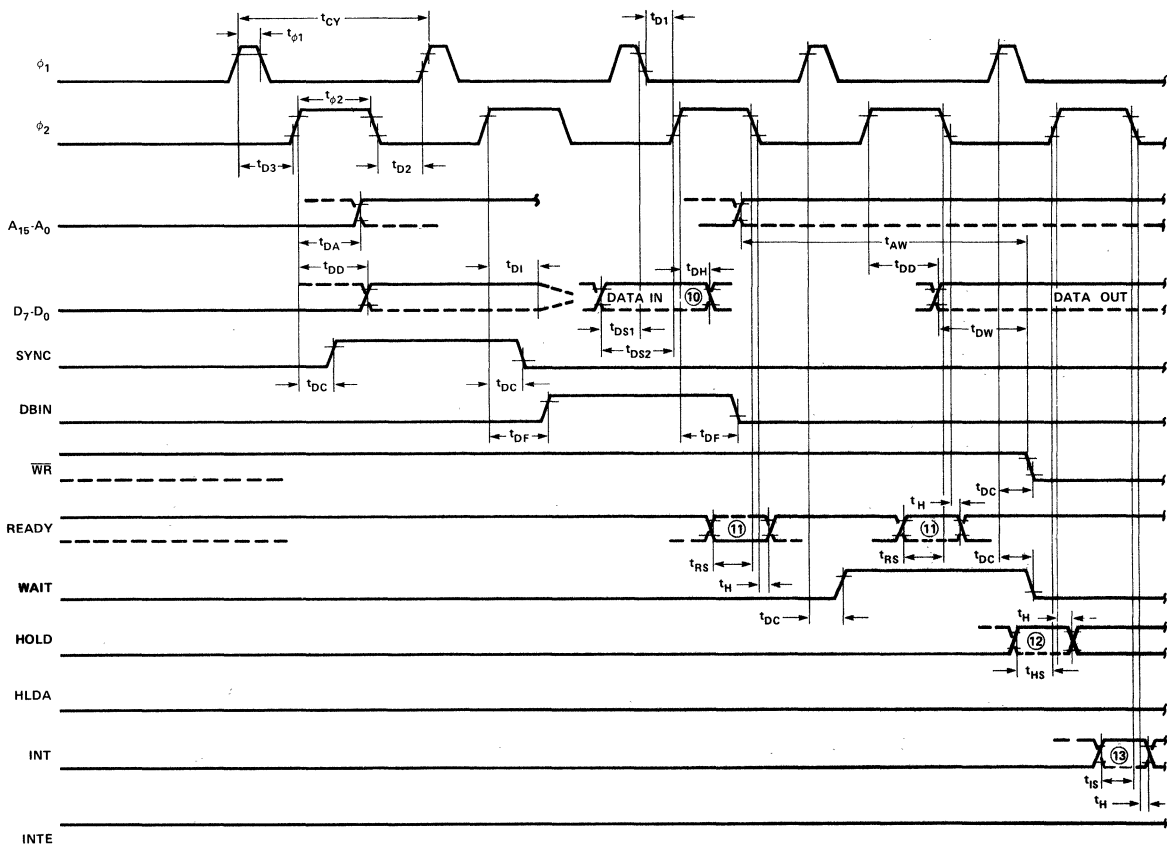 tCY
tD1
tϕ1
ϕ1
tϕ2
ϕ2
tD3
tD2
A15-A0
tDA
tAW
tDD
tDI
tDH
tDD
D7-D0
DATA IN
⑩
DATA OUT
tDS1
tDW
tDS2
SYNC
tDC
tDC
DBIN
tDF
tDF
WR
tDC
tH
READY
⑪
⑪
tRS
tRS
tDC
tH
WAIT
tDC
tH
HOLD
⑫
tHS
HLDA
INT
⑬
tIS
tH
INTE